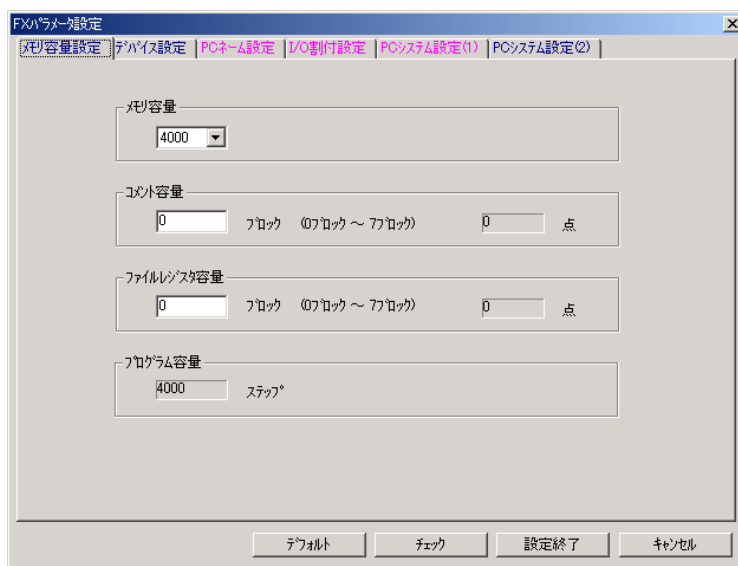 FXﾊﾟﾗﾒｰﾀ設定
ﾒﾓﾘ容量設定 ﾃﾞﾊﾞｲｽ設定 PCﾈｰﾑ設定 I/O割付設定 PCｼｽﾃﾑ設定(1) PCｼｽﾃﾑ設定(2)
ﾒﾓﾘ容量
4000
ｺﾒﾝﾄ容量
0 ﾌﾞﾛｯｸ (0ﾌﾞﾛｯｸ ～ 7ﾌﾞﾛｯｸ) 0 点
ﾌｧｲﾙﾚｼﾞｽﾀ容量
0 ﾌﾞﾛｯｸ (0ﾌﾞﾛｯｸ ～ 7ﾌﾞﾛｯｸ) 0 点
ﾌﾟﾛｸﾞﾗﾑ容量
4000 ｽﾃｯﾌﾟ
ﾃﾞﾌｫﾙﾄ ﾁｪｯｸ 設定終了 ｷｬﾝｾﾙ